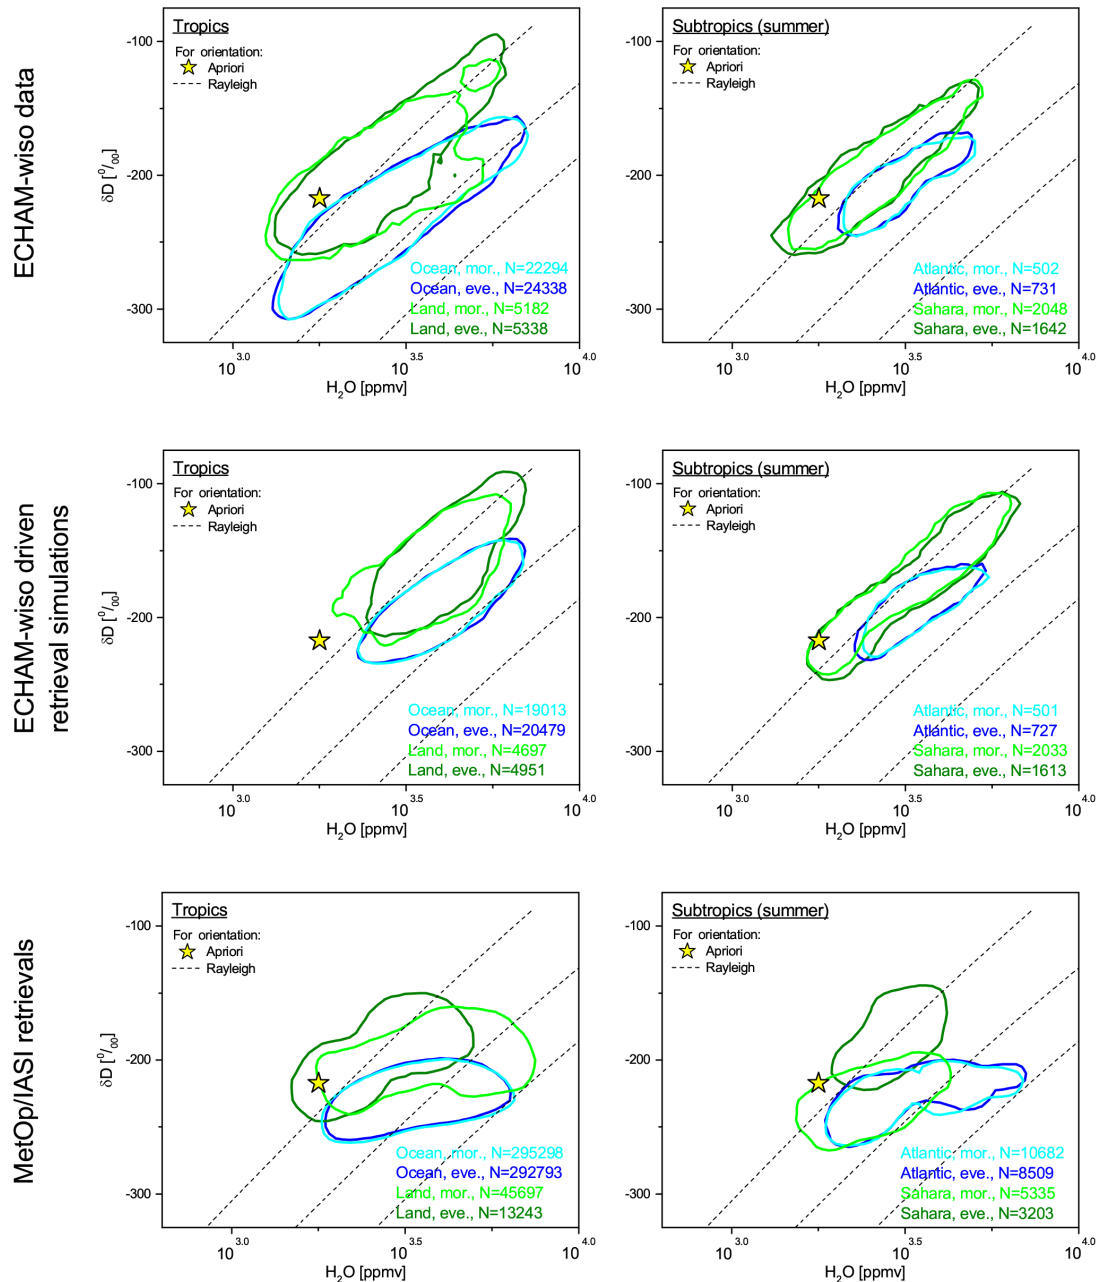 ECHAM-wiso data
Tropics
For orientation:
Apriori
Rayleigh
-100
-200
-300
δD [⁰/₀₀]
Ocean, mor., N=22294
Ocean, eve., N=24338
Land, mor., N=5182
Land, eve., N=5338
10^3.0
10^3.5
10^4.0
H₂O [ppmv]
Subtropics (summer)
For orientation:
Apriori
Rayleigh
Atlantic, mor., N=502
Atlantic, eve., N=731
Sahara, mor., N=2048
Sahara, eve., N=1642
10^3.0
10^3.5
10^4.0
H₂O [ppmv]
ECHAM-wiso driven
retrieval simulations
Tropics
For orientation:
Apriori
Rayleigh
-100
-200
-300
δD [⁰/₀₀]
Ocean, mor., N=19013
Ocean, eve., N=20479
Land, mor., N=4697
Land, eve., N=4951
10^3.0
10^3.5
10^4.0
H₂O [ppmv]
Subtropics (summer)
For orientation:
Apriori
Rayleigh
Atlantic, mor., N=501
Atlantic, eve., N=727
Sahara, mor., N=2033
Sahara, eve., N=1613
10^3.0
10^3.5
10^4.0
H₂O [ppmv]
MetOp/IASI retrievals
Tropics
For orientation:
Apriori
Rayleigh
-100
-200
-300
δD [⁰/₀₀]
Ocean, mor., N=295298
Ocean, eve., N=292793
Land, mor., N=45697
Land, eve., N=13243
10^3.0
10^3.5
10^4.0
H₂O [ppmv]
Subtropics (summer)
For orientation:
Apriori
Rayleigh
Atlantic, mor., N=10682
Atlantic, eve., N=8509
Sahara, mor., N=5335
Sahara, eve., N=3203
10^3.0
10^3.5
10^4.0
H₂O [ppmv]